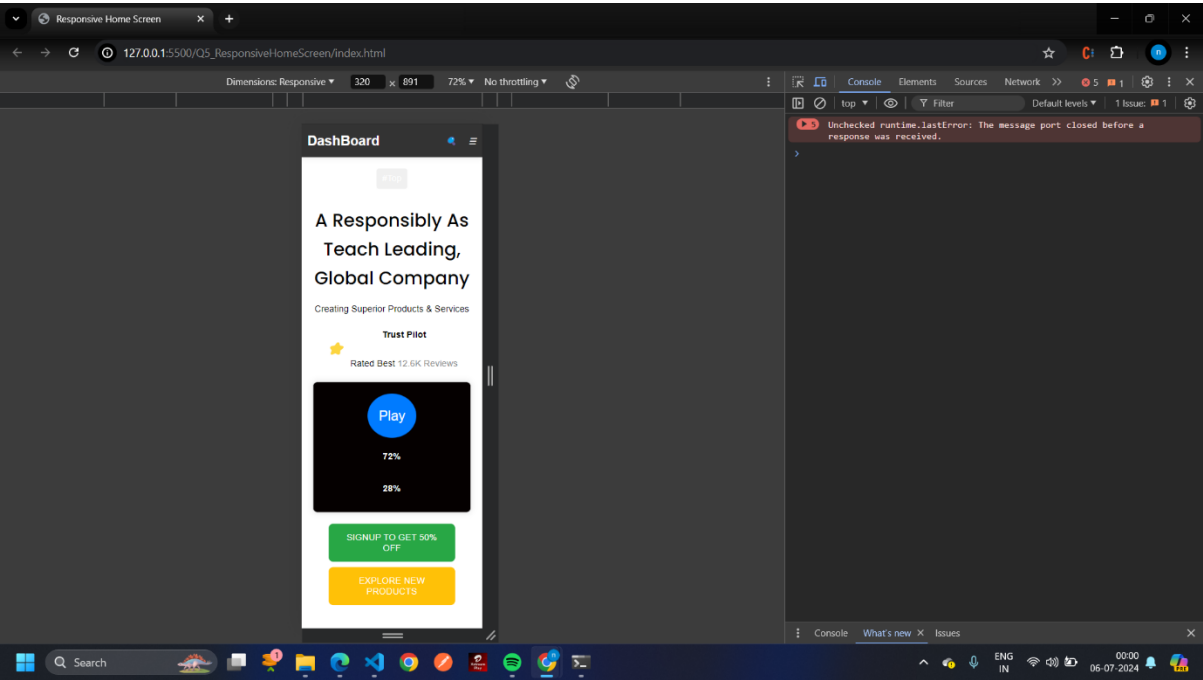 Responsive Home Screen
127.0.0.1:5500/Q5_ResponsiveHomeScreen/index.html
n
Dimensions: Responsive 320 × 891 72% No throttling
Console Elements Sources Network 5 1
top Filter Default levels 1 Issue: 1
5 Unchecked runtime.lastError: The message port closed before a
response was received.
DashBoard
#Top
A Responsibly As
Teach Leading,
Global Company
Creating Superior Products & Services
Trust Pilot
Rated Best 12.6K Reviews
Play
72%
28%
SIGNUP TO GET 50%
OFF
EXPLORE NEW
PRODUCTS
Console What's new Issues
Search
1
ENG
IN
00:00
06-07-2024
PRE